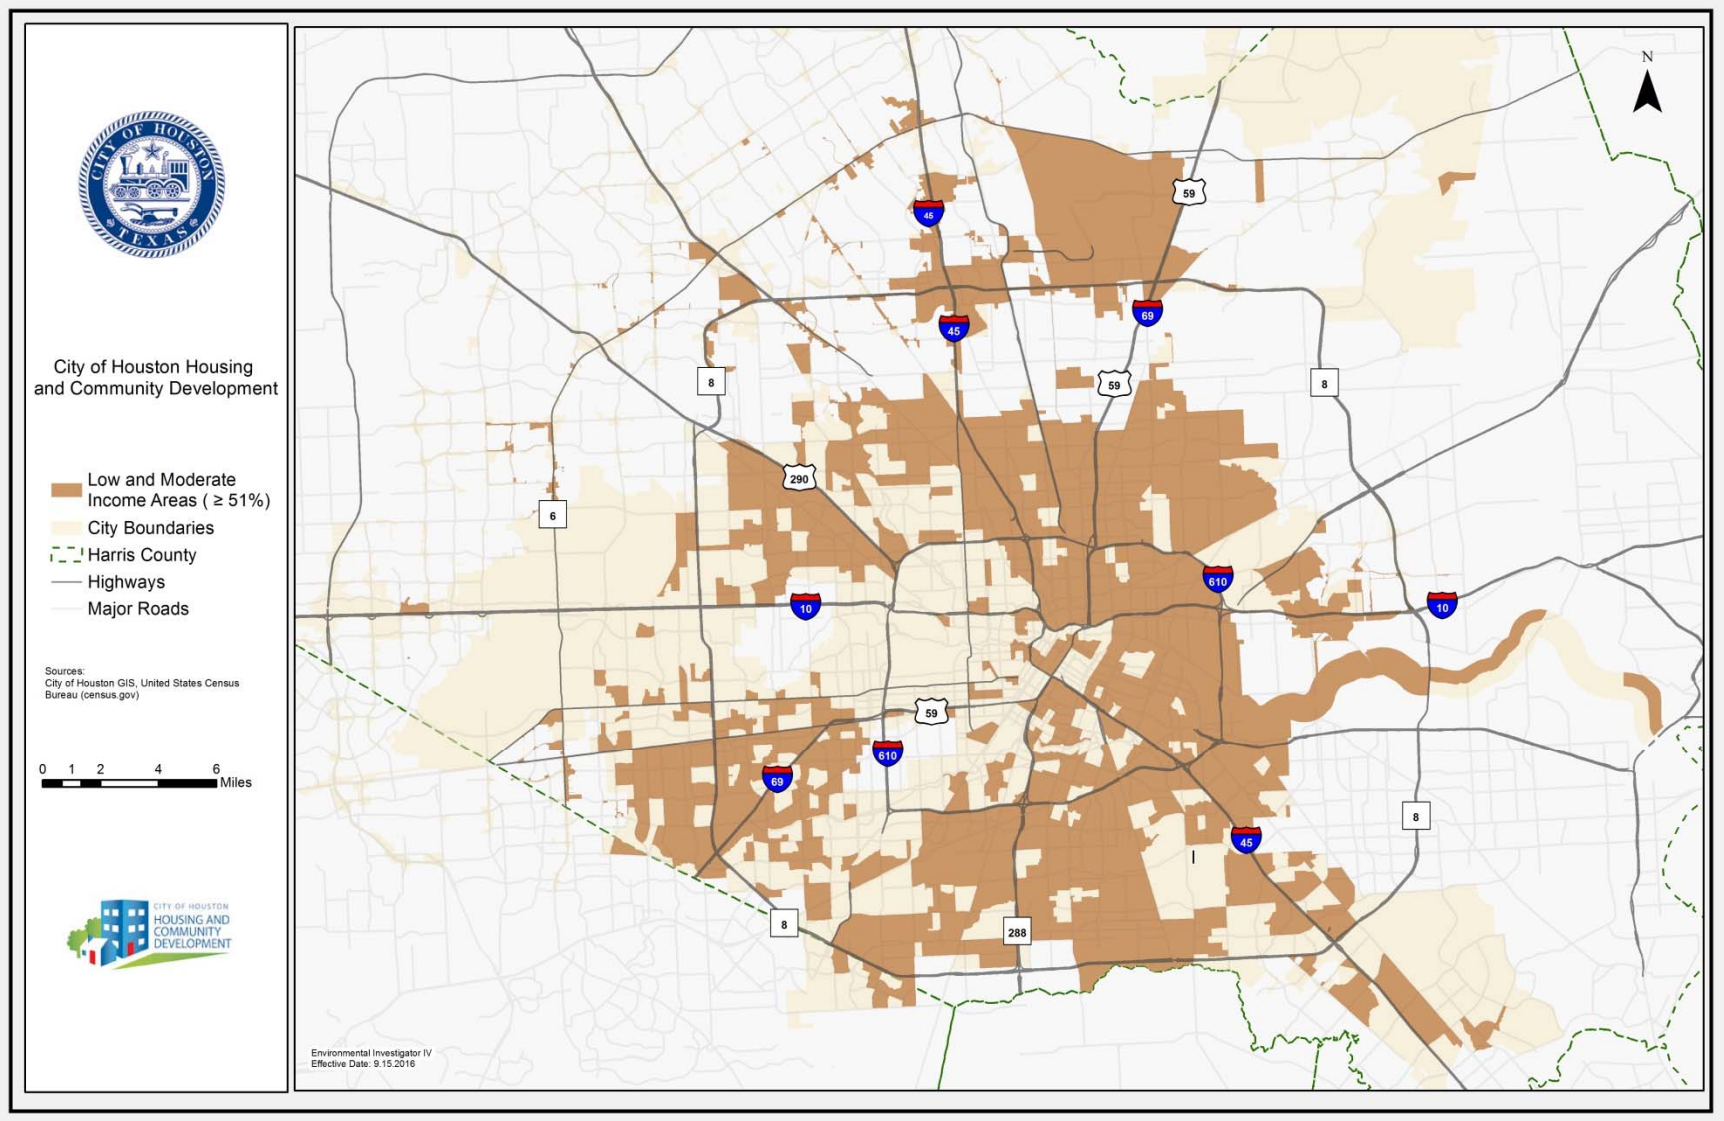 CITY OF HOUSTON
TEXAS
City of Houston Housing
and Community Development
Low and Moderate
Income Areas ( ≥ 51%)
City Boundaries
Harris County
Highways
Major Roads
Sources:
City of Houston GIS, United States Census
Bureau (census.gov)
0 1 2 4 6
Miles
CITY OF HOUSTON
HOUSING AND
COMMUNITY
DEVELOPMENT
N
59
45
69
45
8
59
8
290
6
610
10
10
59
610
69
8
45
8
288
Environmental Investigator IV
Effective Date: 9.15.2016